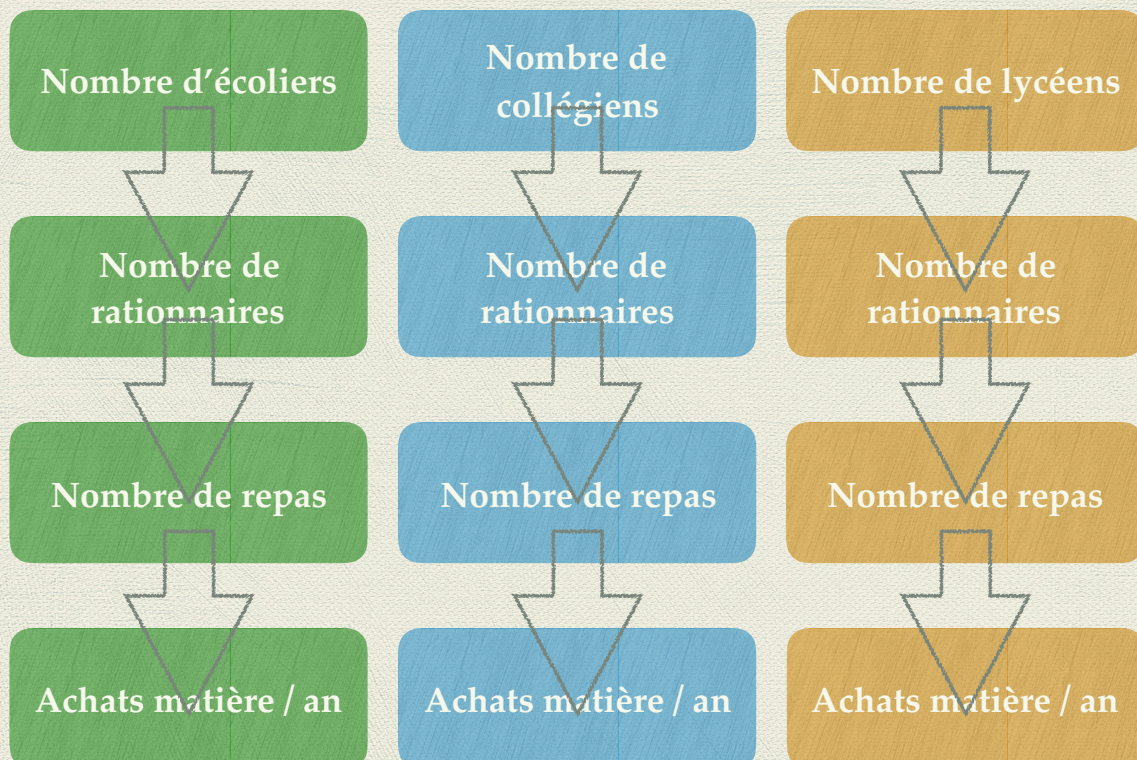 Nombre d’écoliers
Nombre de
collégiens
Nombre de lycéens
Nombre de
rationnaires
Nombre de
rationnaires
Nombre de
rationnaires
Nombre de repas
Nombre de repas
Nombre de repas
Achats matière / an
Achats matière / an
Achats matière / an